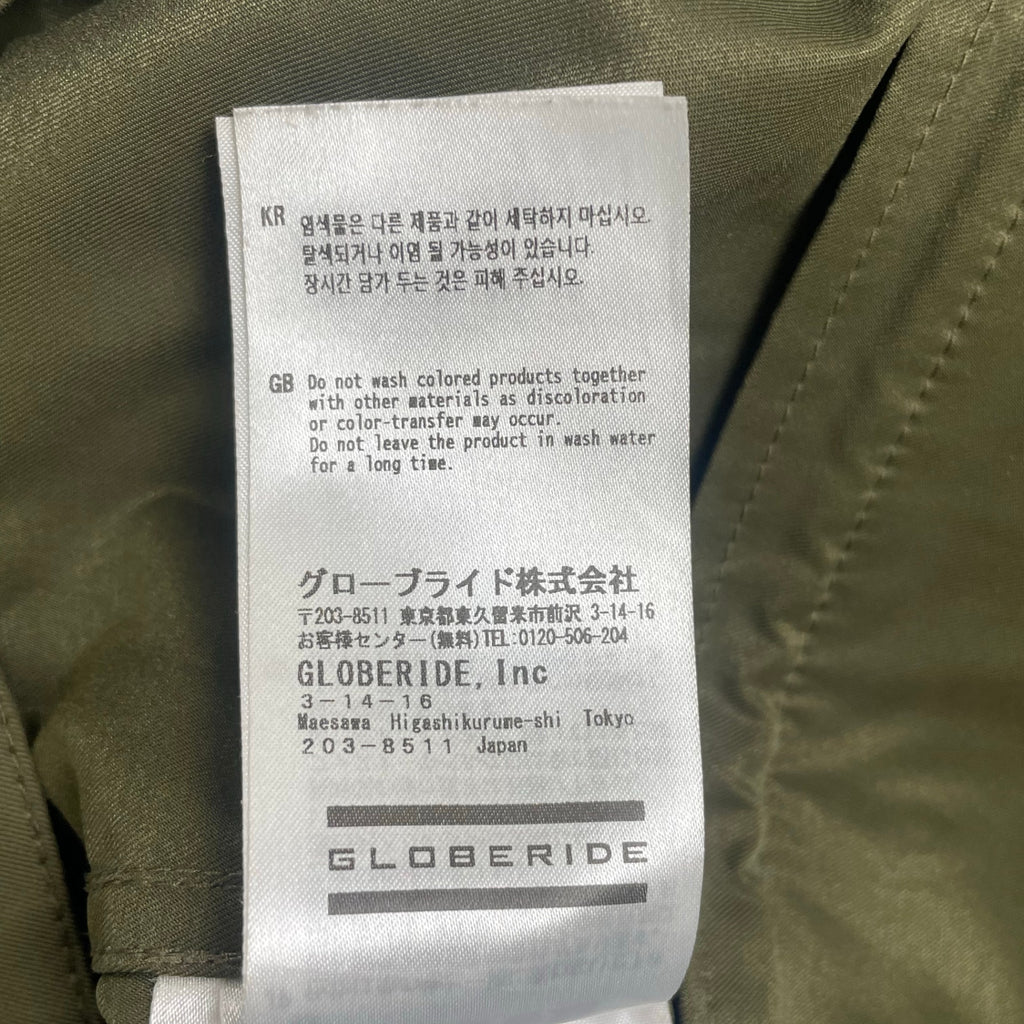 KR 염색물은 다른 제품과 같이 세탁하지 마십시오.
탈색되거나 이염 될 가능성이 있습니다.
장시간 담가 두는 것은 피해 주십시오.
GB Do not wash colored products together
with other materials as discoloration
or color-transfer may occur.
Do not leave the product in wash water
for a long time.
グローブライド株式会社
〒203-8511 東京都東久留米市前沢 3-14-16
お客様センター(無料)TEL:0120-506-204
GLOBERIDE, Inc
3-14-16
Maesawa Higashikurume-shi Tokyo
203-8511 Japan
GLOBERIDE